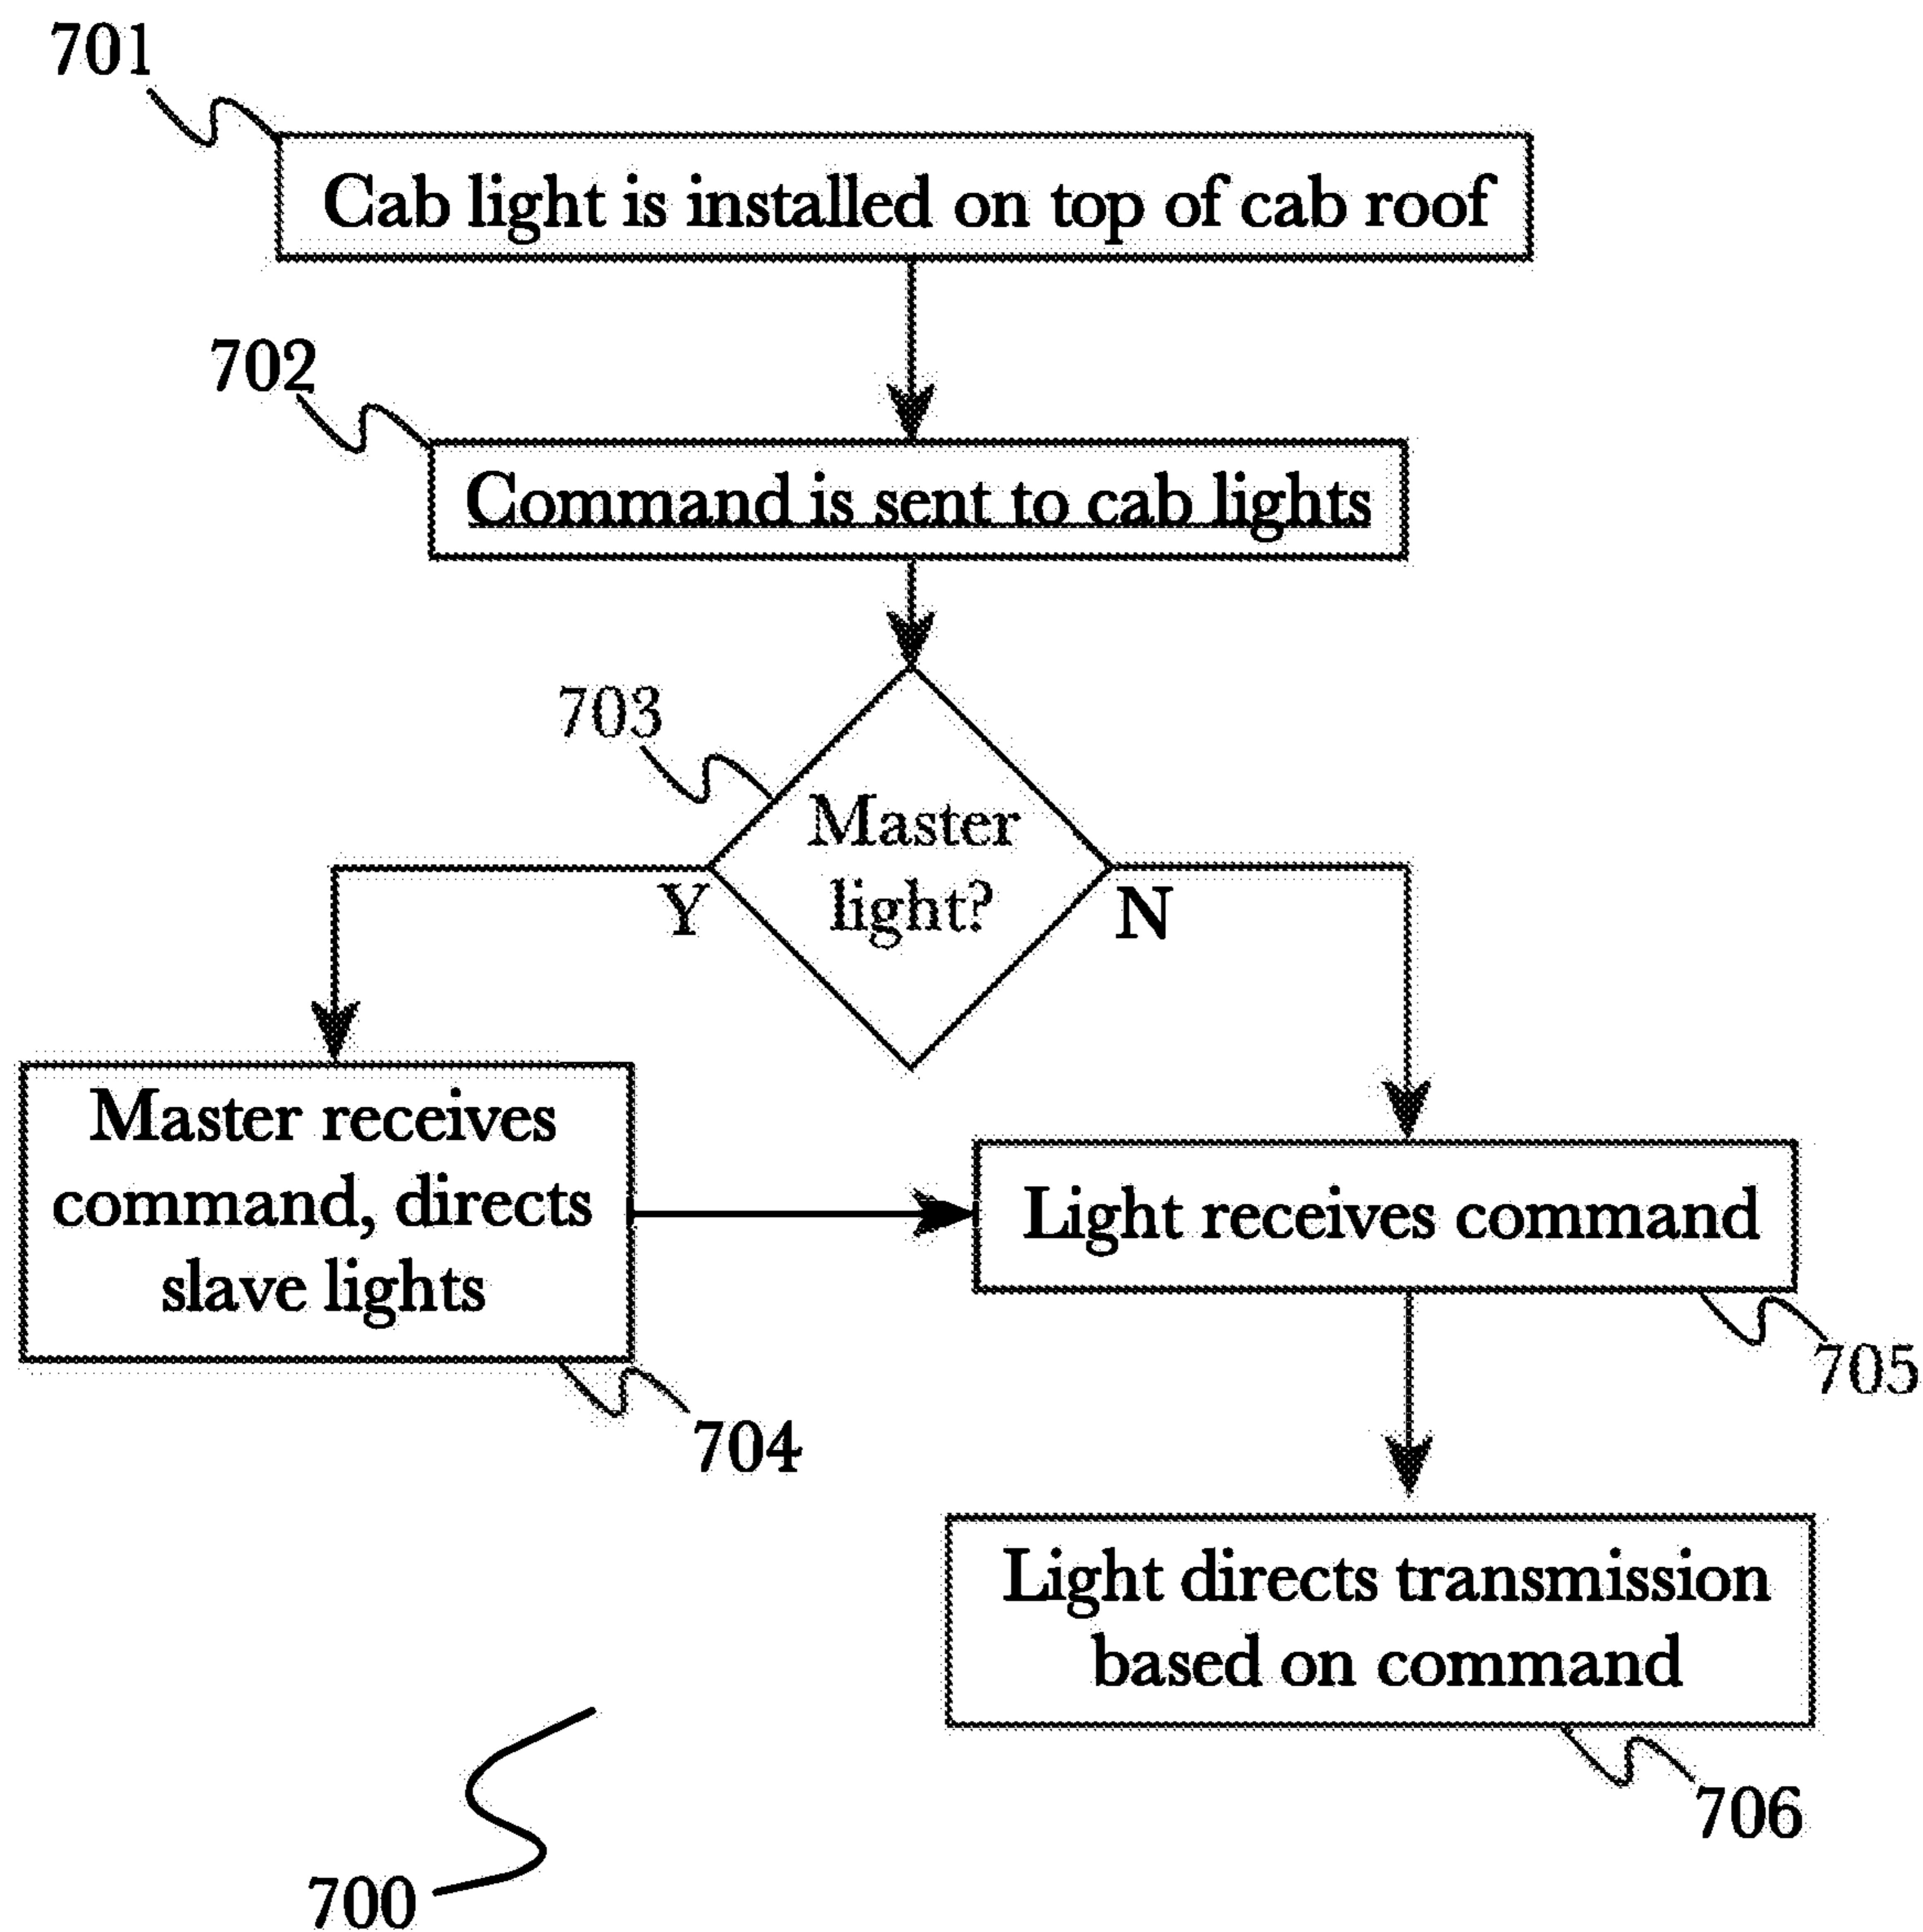 701
Cab light is installed on top of cab roof
702
Command is sent to cab lights
703
Master
light?
Y
N
Master receives
command, directs
slave lights
Light receives command
705
704
Light directs transmission
based on command
706
700